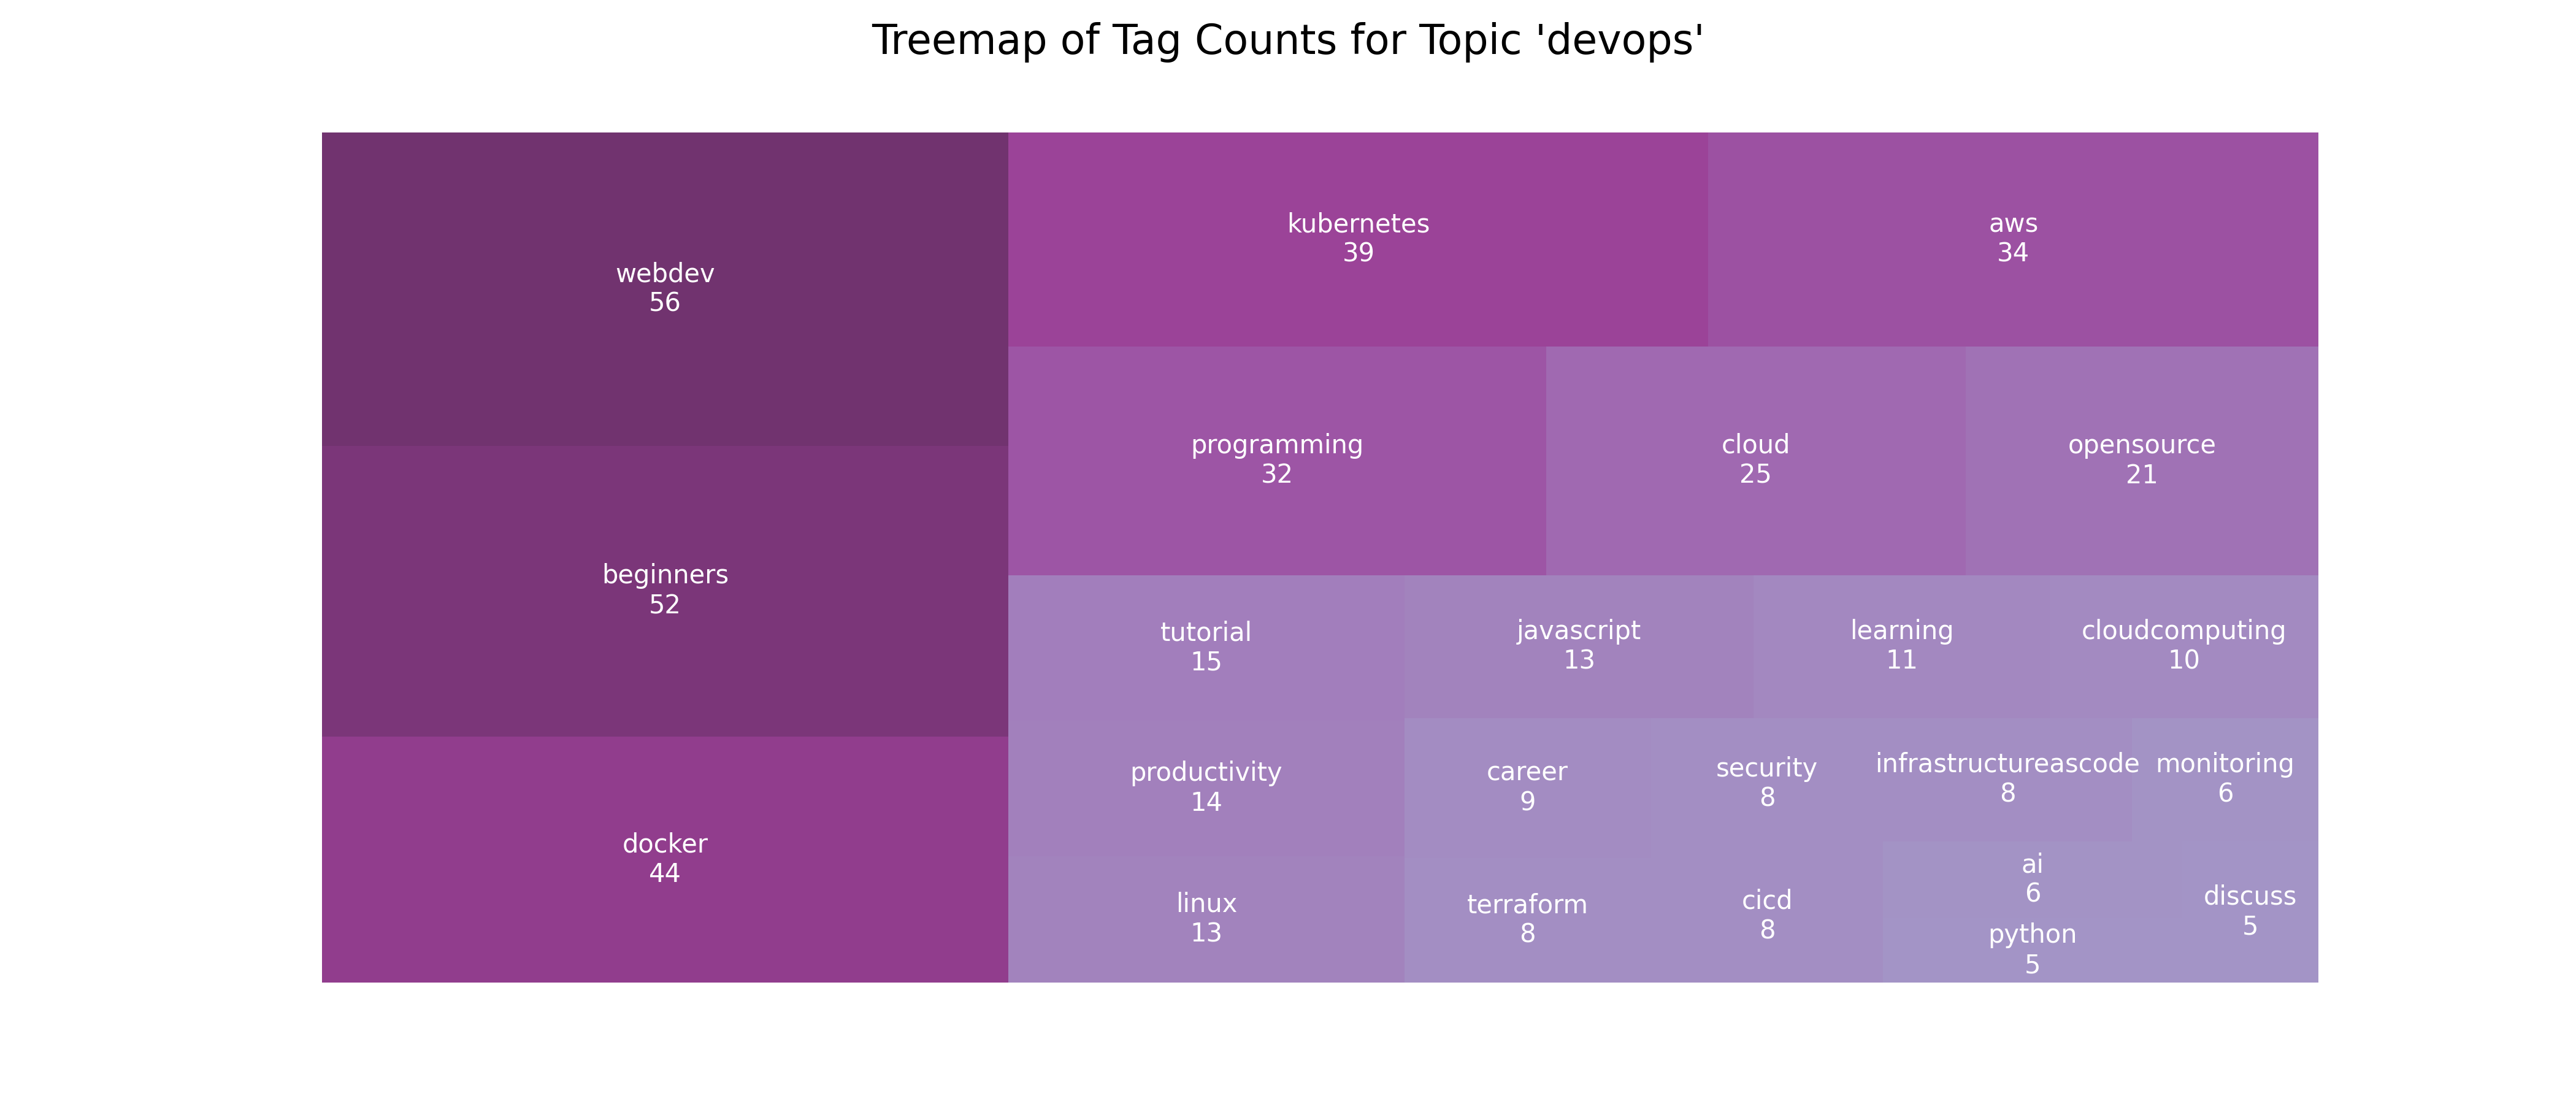 Treemap of Tag Counts for Topic 'devops'
webdev
56
beginners
52
docker
44
kubernetes
39
aws
34
programming
32
cloud
25
opensource
21
tutorial
15
javascript
13
learning
11
cloudcomputing
10
productivity
14
career
9
security
8
infrastructureascode
8
monitoring
6
linux
13
terraform
8
cicd
8
ai
6
python
5
discuss
5